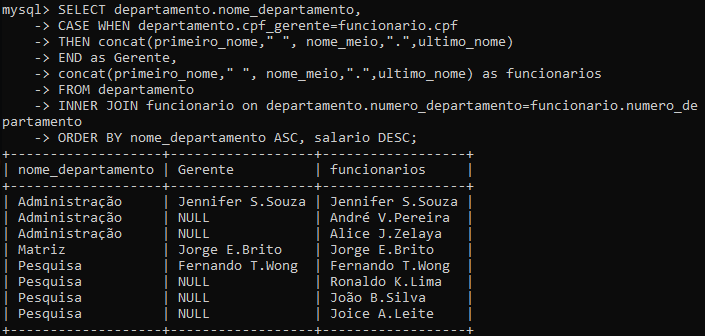 mysql> SELECT departamento.nome_departamento,
    -> CASE WHEN departamento.cpf_gerente=funcionario.cpf
    -> THEN concat(primeiro_nome," ", nome_meio,".",ultimo_nome)
    -> END as Gerente,
    -> concat(primeiro_nome," ", nome_meio,".",ultimo_nome) as funcionarios
    -> FROM departamento
    -> INNER JOIN funcionario on departamento.numero_departamento=funcionario.numero_de
partamento
    -> ORDER BY nome_departamento ASC, salario DESC;
+-------------------+------------------+------------------+
| nome_departamento | Gerente          | funcionarios     |
+-------------------+------------------+------------------+
| Administração     | Jennifer S.Souza | Jennifer S.Souza |
| Administração     | NULL             | André V.Pereira  |
| Administração     | NULL             | Alice J.Zelaya   |
| Matriz            | Jorge E.Brito    | Jorge E.Brito    |
| Pesquisa          | Fernando T.Wong  | Fernando T.Wong  |
| Pesquisa          | NULL             | Ronaldo K.Lima   |
| Pesquisa          | NULL             | João B.Silva     |
| Pesquisa          | NULL             | Joice A.Leite    |
+-------------------+------------------+------------------+